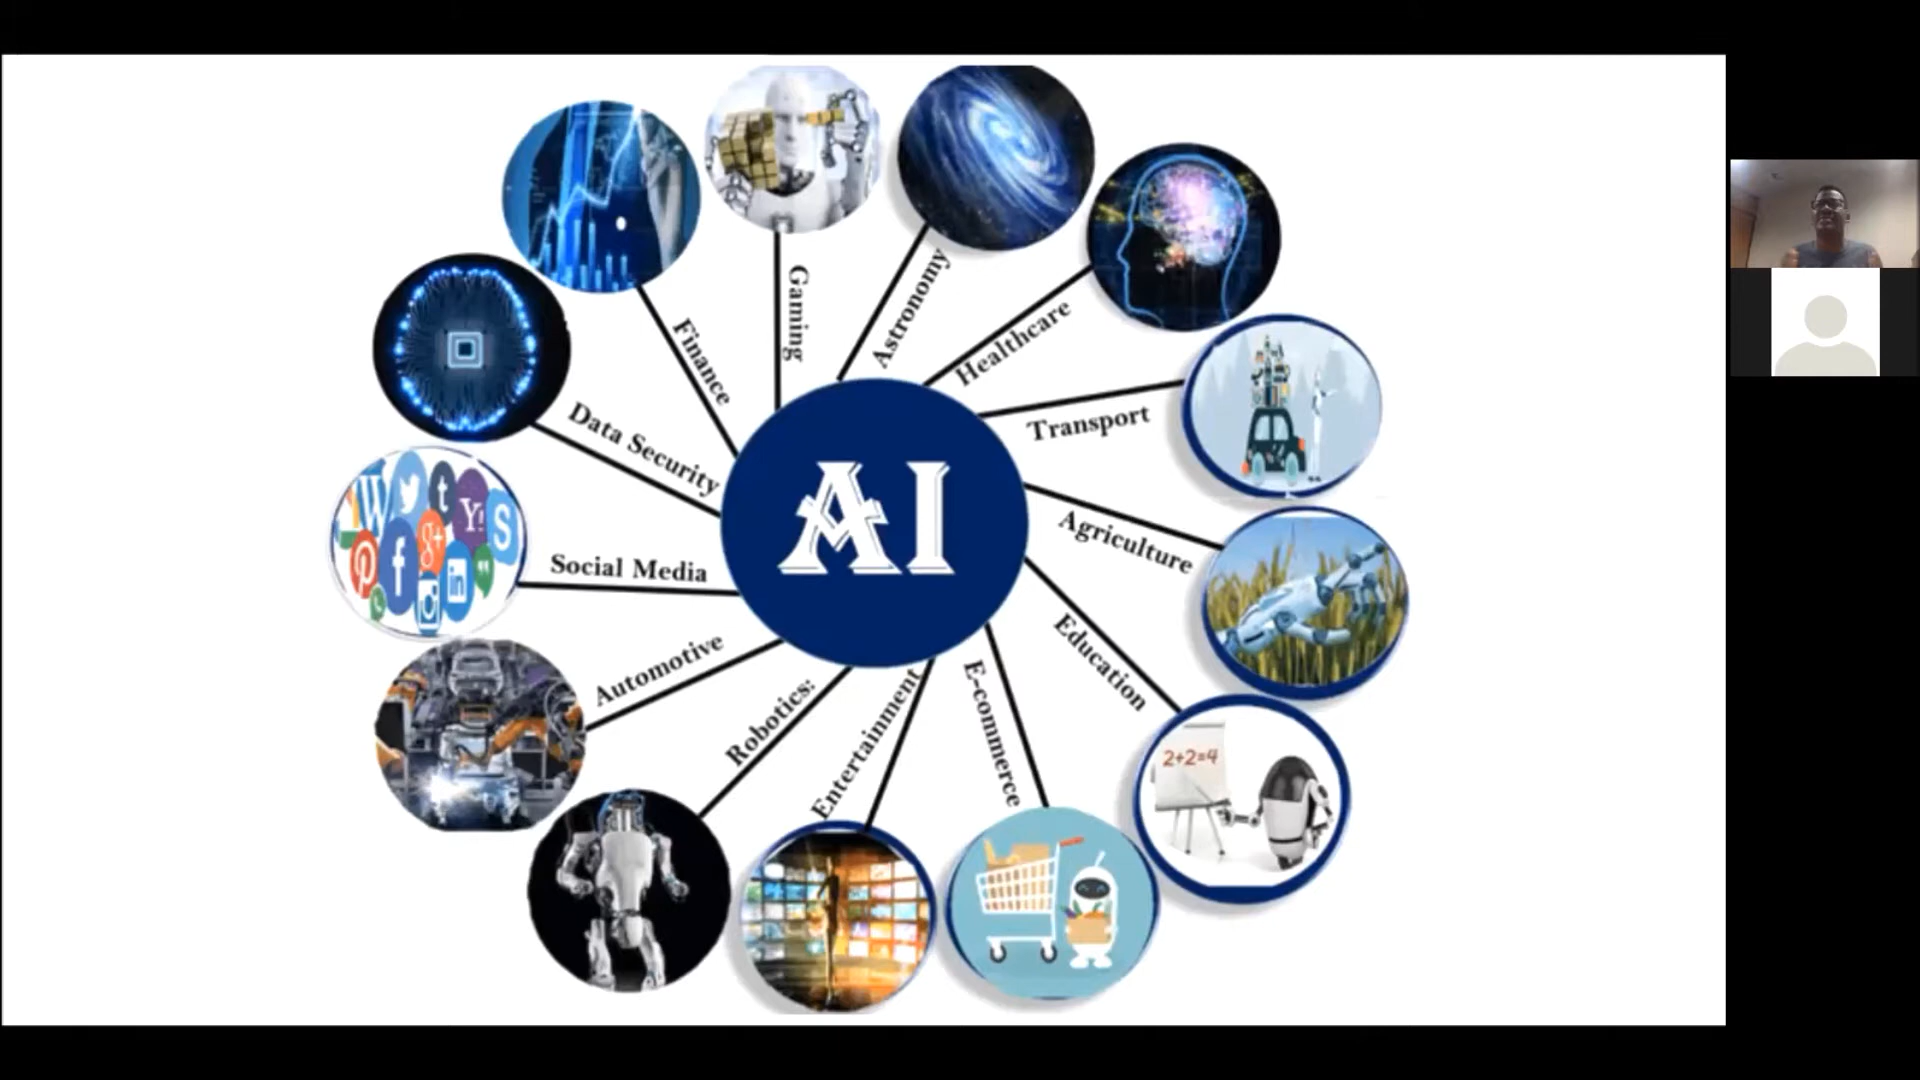 Gaming
Astronomy
Healthcare
Finance
Transport
Data Security
AI
Agriculture
Social Media
Education
2+2=4
Automotive
Robotics:
Entertainment
E-commerce
W
t
Y!
S
g+
f
in